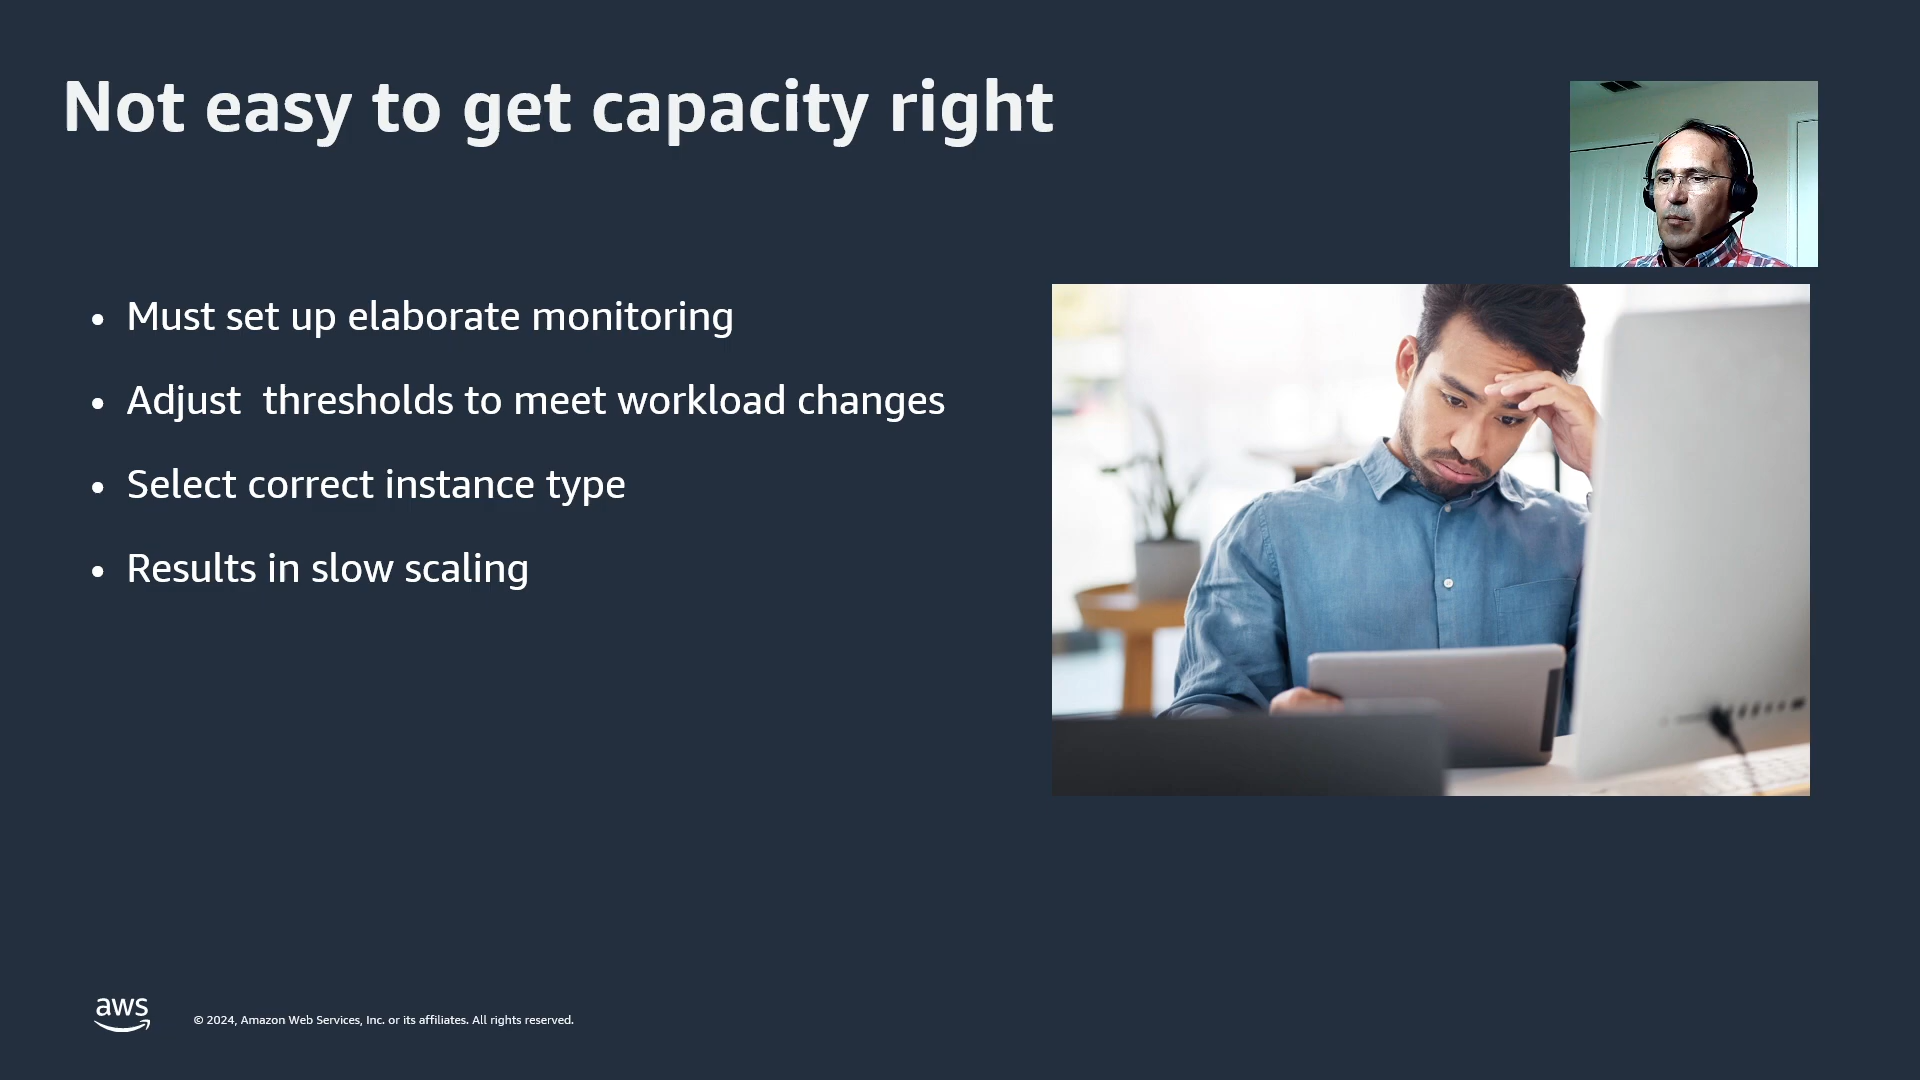 Not easy to get capacity right
• Must set up elaborate monitoring
• Adjust  thresholds to meet workload changes
• Select correct instance type
• Results in slow scaling
aws
© 2024, Amazon Web Services, Inc. or its affiliates. All rights reserved.